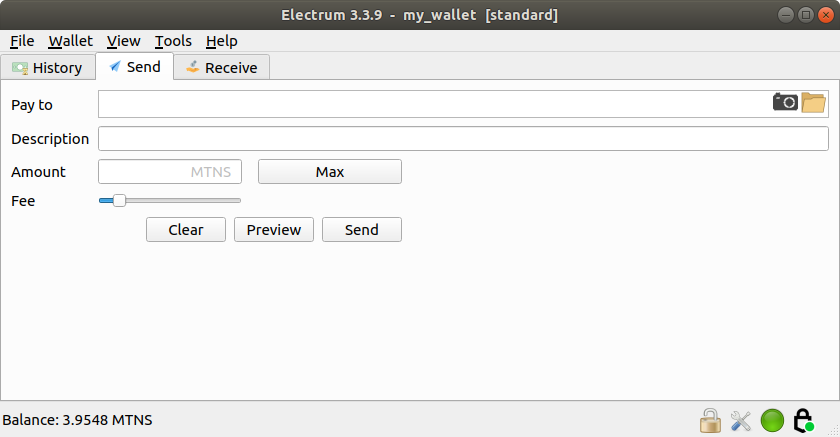 Electrum 3.3.9 - my_wallet [standard]
File Wallet View Tools Help
History Send Receive
Pay to
Description
Amount MTNS Max
Fee
Clear Preview Send
Balance: 3.9548 MTNS